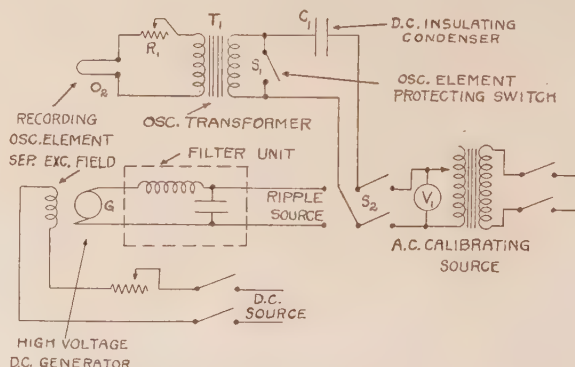 T1
C1
D.C. INSULATING
CONDENSER
R1
S1
O2
OSC. ELEMENT
PROTECTING SWITCH
RECORDING
OSC. ELEMENT
OSC. TRANSFORMER
SEP. EXC. FIELD
FILTER UNIT
G
RIPPLE
SOURCE
S2
V1
A.C. CALIBRATING
SOURCE
D.C.
SOURCE
HIGH VOLTAGE
D.C. GENERATOR